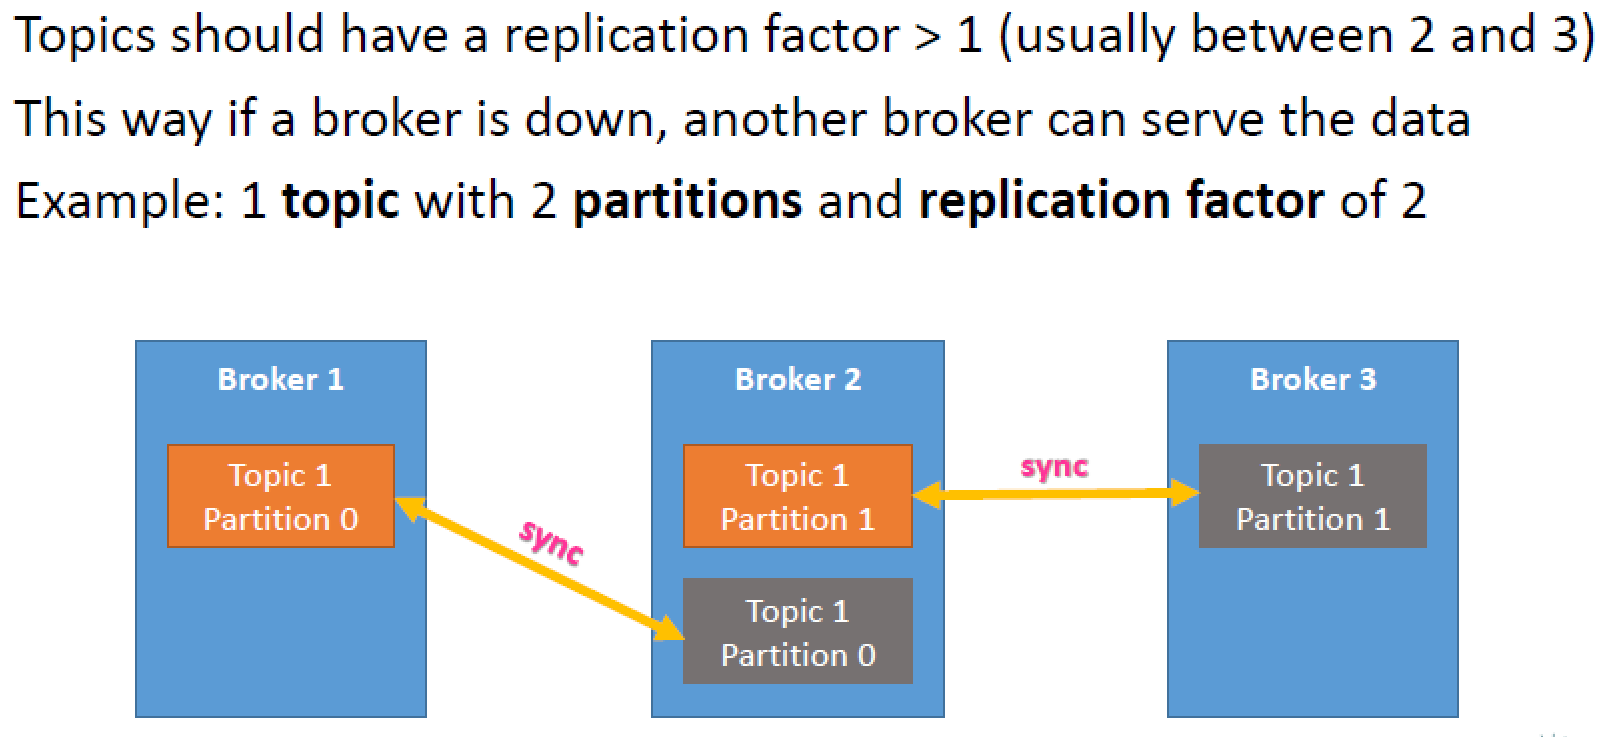 Topics should have a replication factor > 1 (usually between 2 and 3)
This way if a broker is down, another broker can serve the data
Example: 1 topic with 2 partitions and replication factor of 2
Broker 1
Topic 1
Partition 0
sync
Broker 2
Topic 1
Partition 1
Topic 1
Partition 0
sync
Broker 3
Topic 1
Partition 1